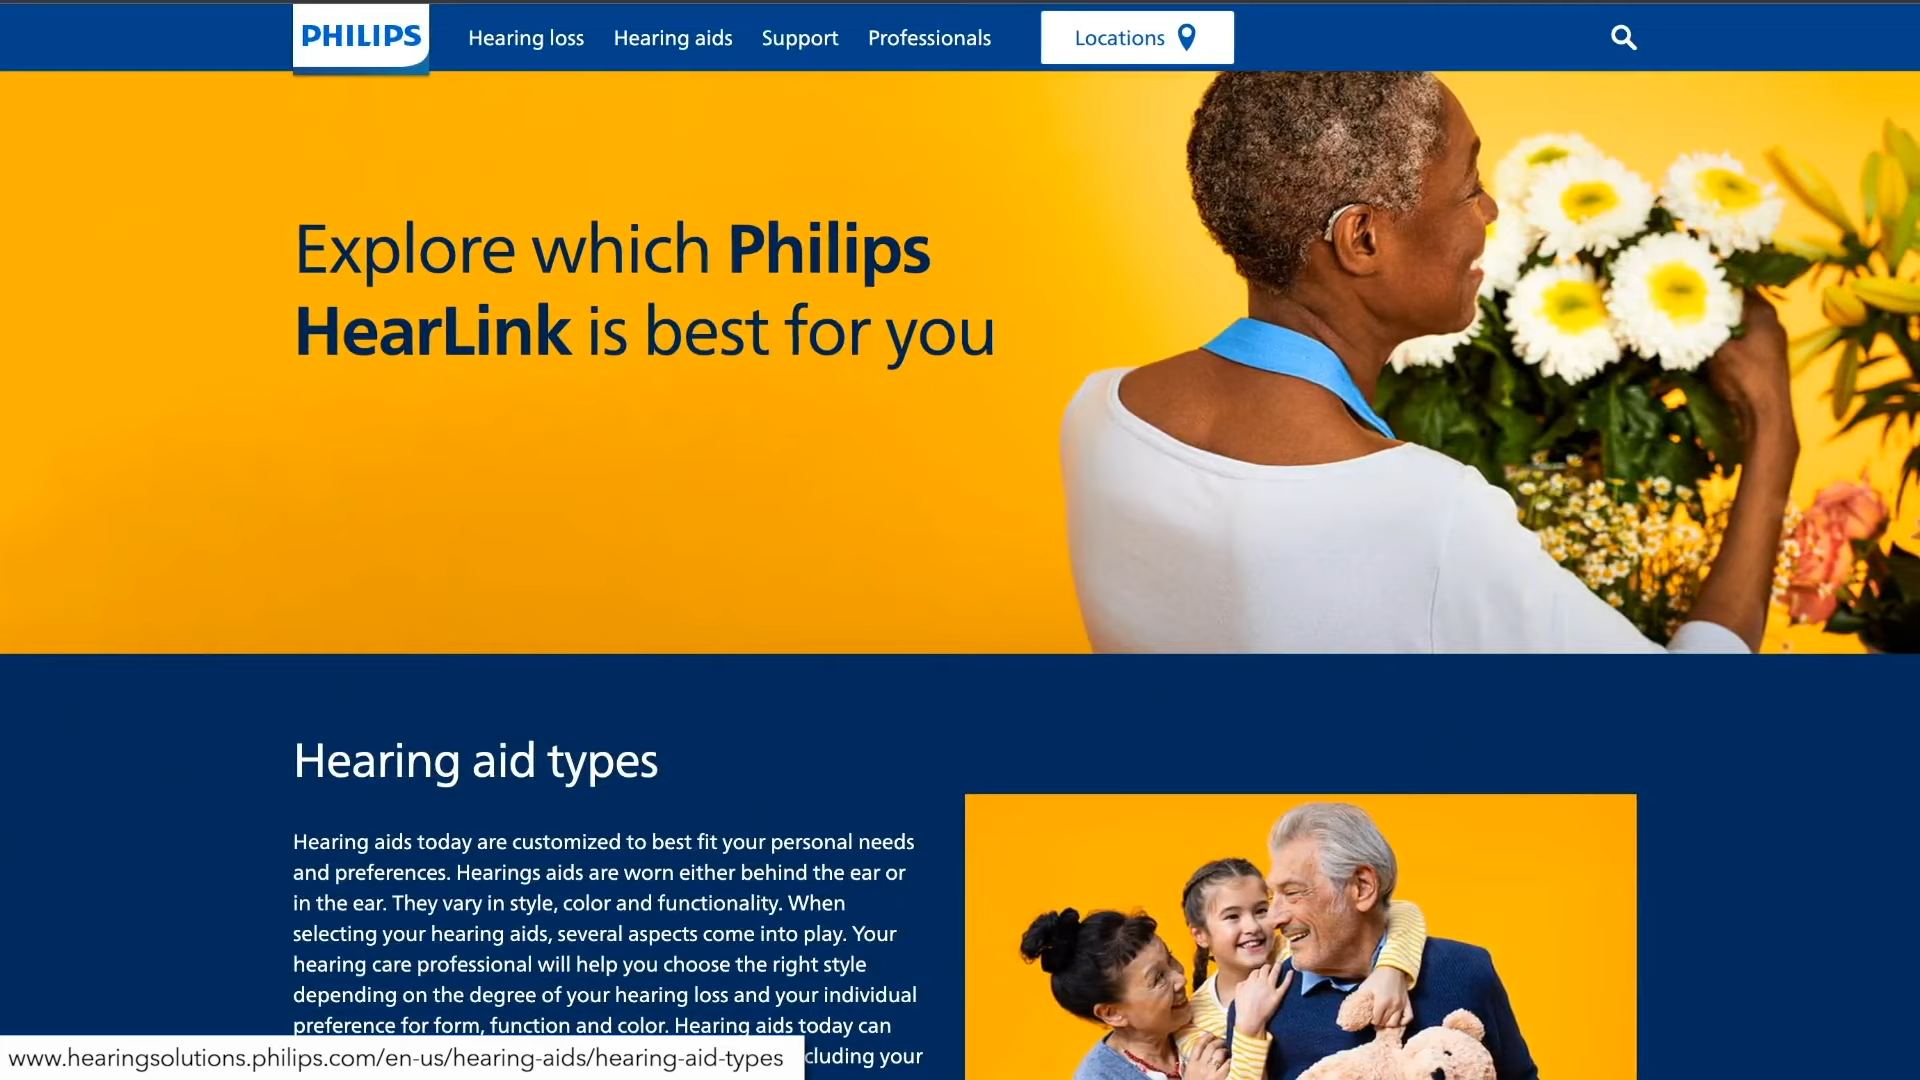 PHILIPS
Hearing loss
Hearing aids
Support
Professionals
Locations
Explore which Philips
HearLink is best for you
Hearing aid types
Hearing aids today are customized to best fit your personal needs
and preferences. Hearings aids are worn either behind the ear or
in the ear. They vary in style, color and functionality. When
selecting your hearing aids, several aspects come into play. Your
hearing care professional will help you choose the right style
depending on the degree of your hearing loss and your individual
preference for form, function and color. Hearing aids today can
cluding your
www.hearingsolutions.philips.com/en-us/hearing-aids/hearing-aid-types